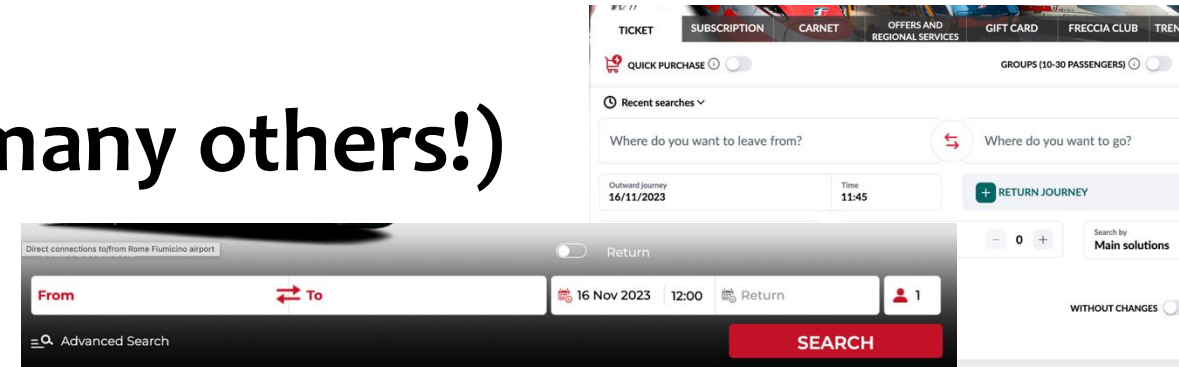 many others!)
TICKET SUBSCRIPTION CARNET OFFERS AND REGIONAL SERVICES GIFT CARD FRECCIA CLUB TREN
QUICK PURCHASE GROUPS (10-30 PASSENGERS)
Recent searches
Where do you want to leave from? Where do you want to go?
Outward journey Time
16/11/2023 11:45 + RETURN JOURNEY
- 0 + Search by
Main solutions
WITHOUT CHANGES
Direct connections to/from Rome Fiumicino airport
Return
From To 16 Nov 2023 12:00 Return 1
Advanced Search SEARCH